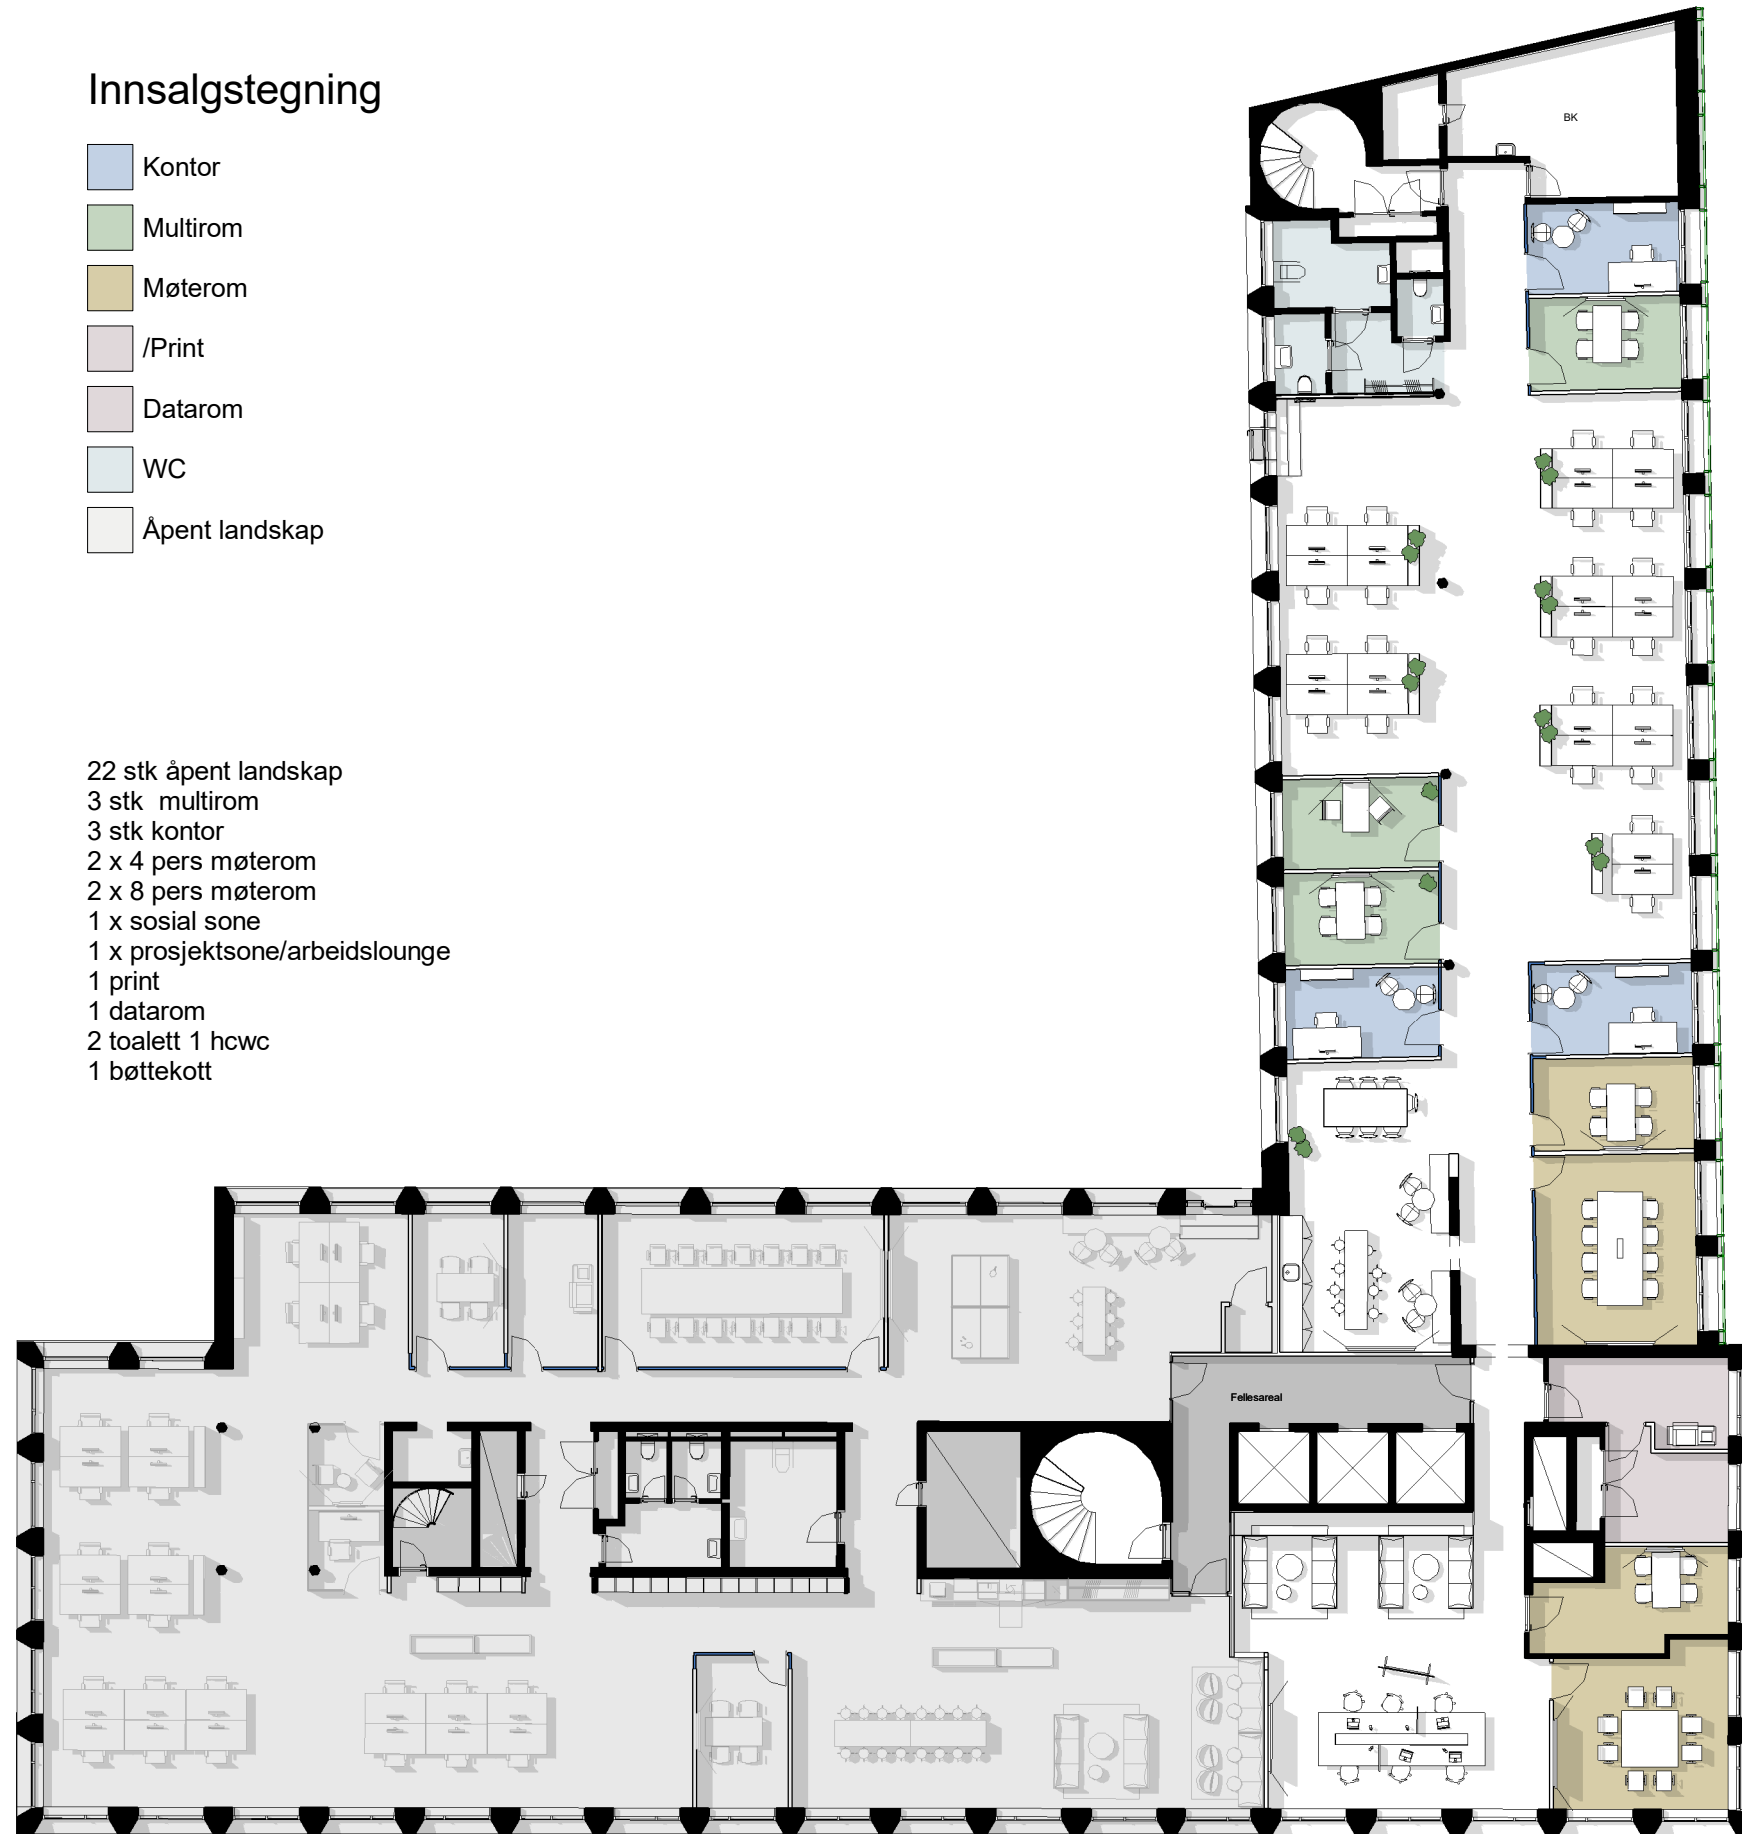 Innsalgstegning
Kontor
Multirom
Møterom
/Print
Datarom
WC
Åpent landskap
22 stk åpent landskap
3 stk  multirom
3 stk kontor
2 x 4 pers møterom
2 x 8 pers møterom
1 x sosial sone
1 x prosjektsone/arbeidslounge
1 print
1 datarom
2 toalett 1 hcwc
1 bøttekott
BK
Fellesareal